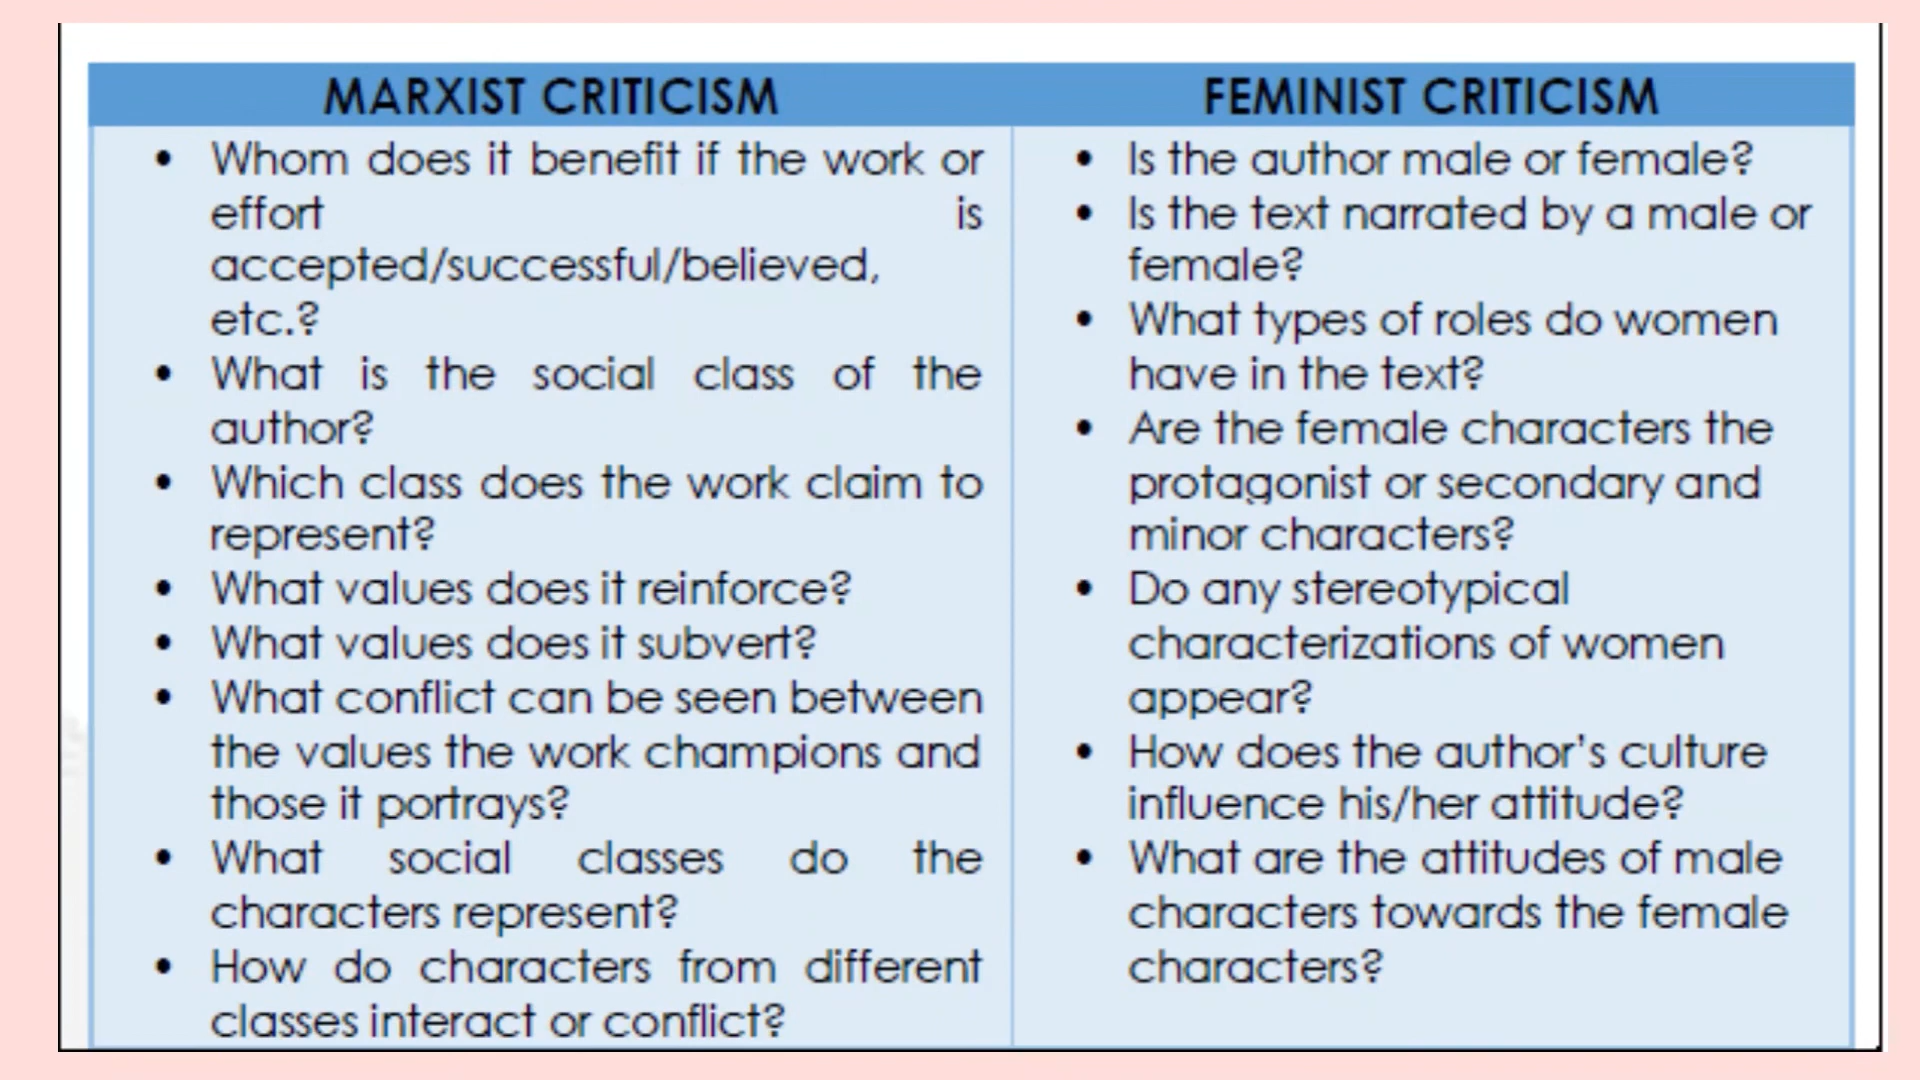 MARXIST CRITICISM
• Whom does it benefit if the work or
effort is
accepted/successful/believed,
etc.?
• What is the social class of the
author?
• Which class does the work claim to
represent?
• What values does it reinforce?
• What values does it subvert?
• What conflict can be seen between
the values the work champions and
those it portrays?
• What social classes do the
characters represent?
• How do characters from different
classes interact or conflict?
FEMINIST CRITICISM
• Is the author male or female?
• Is the text narrated by a male or
female?
• What types of roles do women
have in the text?
• Are the female characters the
protagonist or secondary and
minor characters?
• Do any stereotypical
characterizations of women
appear?
• How does the author's culture
influence his/her attitude?
• What are the attitudes of male
characters towards the female
characters?